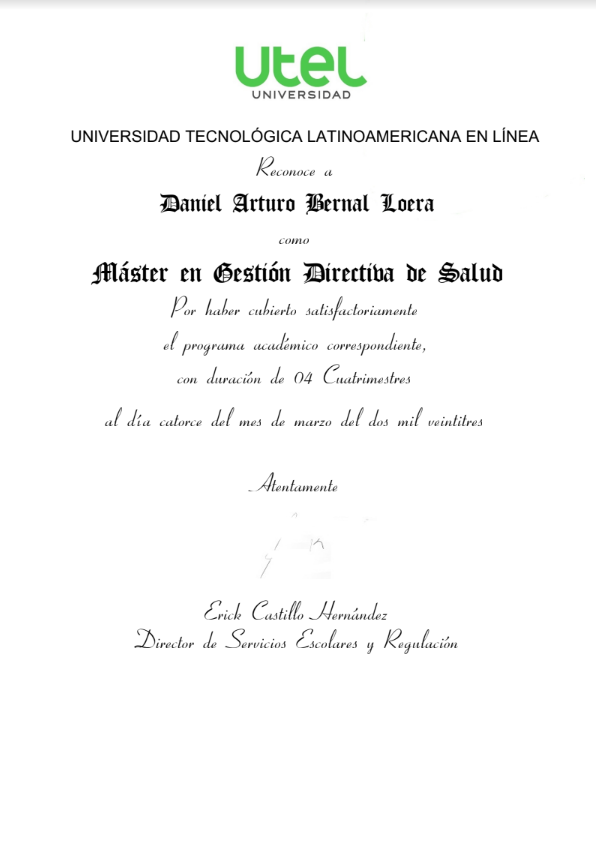 utel
UNIVERSIDAD
UNIVERSIDAD TECNOLÓGICA LATINOAMERICANA EN LÍNEA
Reconoce a
Daniel Arturo Bernal Loera
como
Máster en Gestión Directiva de Salud
Por haber cubierto satisfactoriamente
el programa académico correspondiente,
con duración de 04 Cuatrimestres
al día catorce del mes de marzo del dos mil veintitres
Atentamente
Erick Castillo Hernández
Director de Servicios Escolares y Regulación